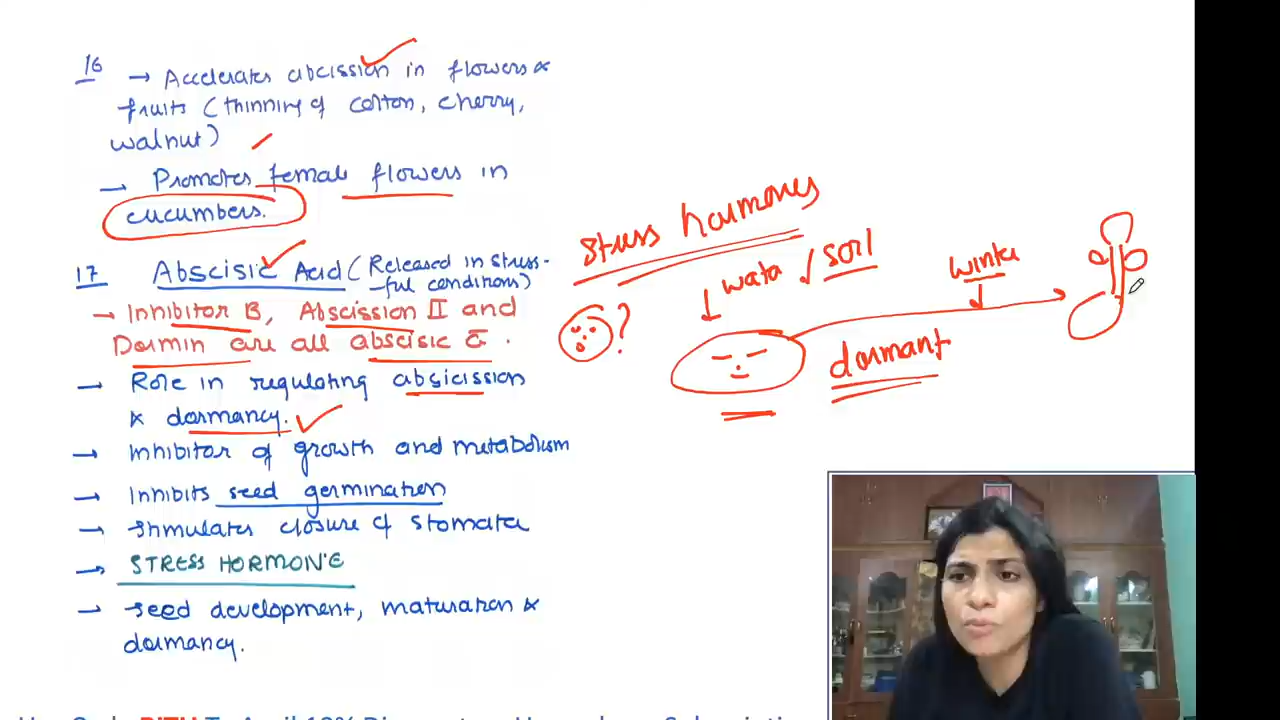 16
→ Accelerates abcission in flowers &
fruits (thinning of cotton, cherry,
walnut)
→ Promotes female flowers in
cucumbers.
17 Abscisic Acid (Released in stress-
-ful conditions)
→ Inhibitor B, Abscission II and
Dormin are all abscisic
→ Role in regulating absicission
& dormancy.
→ Inhibitor of growth and metabolism
→ Inhibits seed germination
→ Stimulates closure of stomata
→ STRESS HORMONE
→ seed development, maturation &
dormancy.
Stress hormones
↓ water √ soil
?
winter
↓
dormant